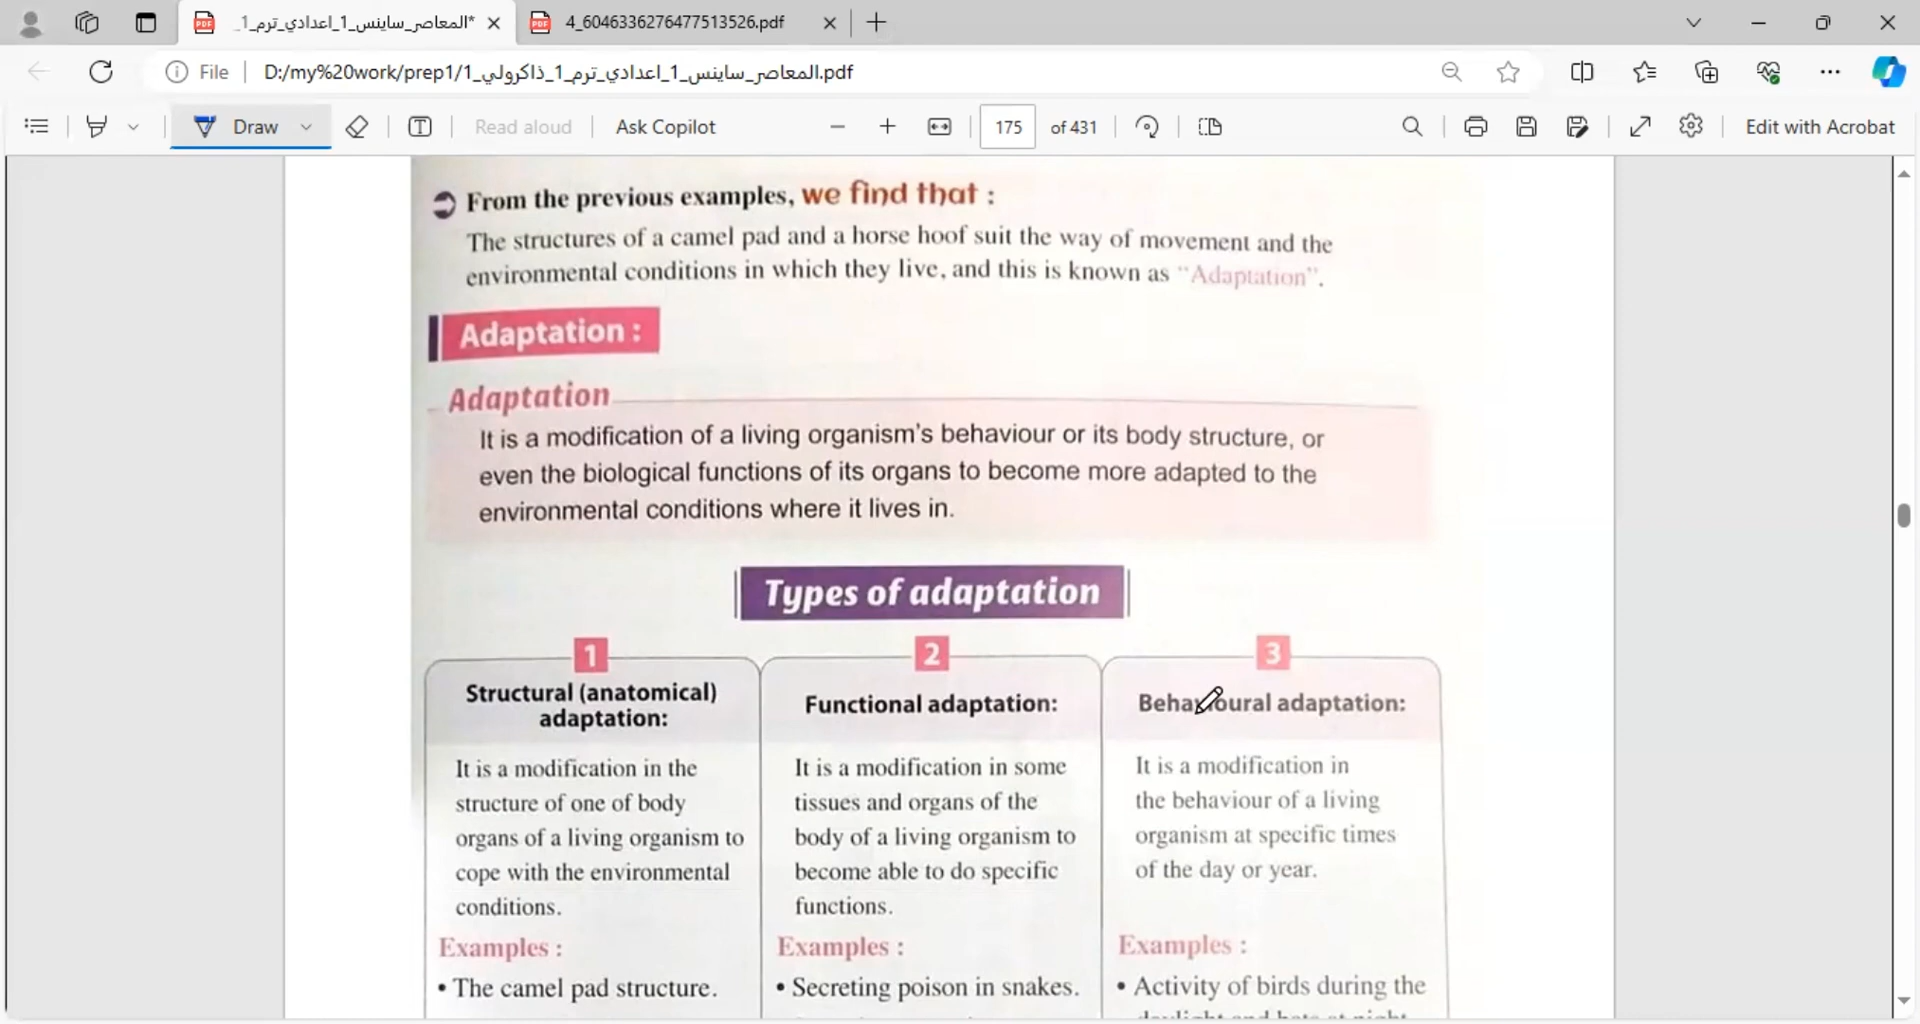 *المعاصر_ساينس_1_اعدادي_ترم_1_
4_6046336276477513526.pdf
File
D:/my%20work/prep1/المعاصر_ساينس_1_اعدادي_ترم_1_ذاكرولي_1.pdf
Draw
Read aloud
Ask Copilot
175
of 431
Edit with Acrobat
From the previous examples, we find that :
The structures of a camel pad and a horse hoof suit the way of movement and the
environmental conditions in which they live, and this is known as "Adaptation".
Adaptation :
Adaptation
It is a modification of a living organism's behaviour or its body structure, or
even the biological functions of its organs to become more adapted to the
environmental conditions where it lives in.
Types of adaptation
1
Structural (anatomical)
adaptation:
It is a modification in the
structure of one of body
organs of a living organism to
cope with the environmental
conditions.
Examples :
• The camel pad structure.
2
Functional adaptation:
It is a modification in some
tissues and organs of the
body of a living organism to
become able to do specific
functions.
Examples :
• Secreting poison in snakes.
3
Behavioural adaptation:
It is a modification in
the behaviour of a living
organism at specific times
of the day or year.
Examples :
• Activity of birds during the